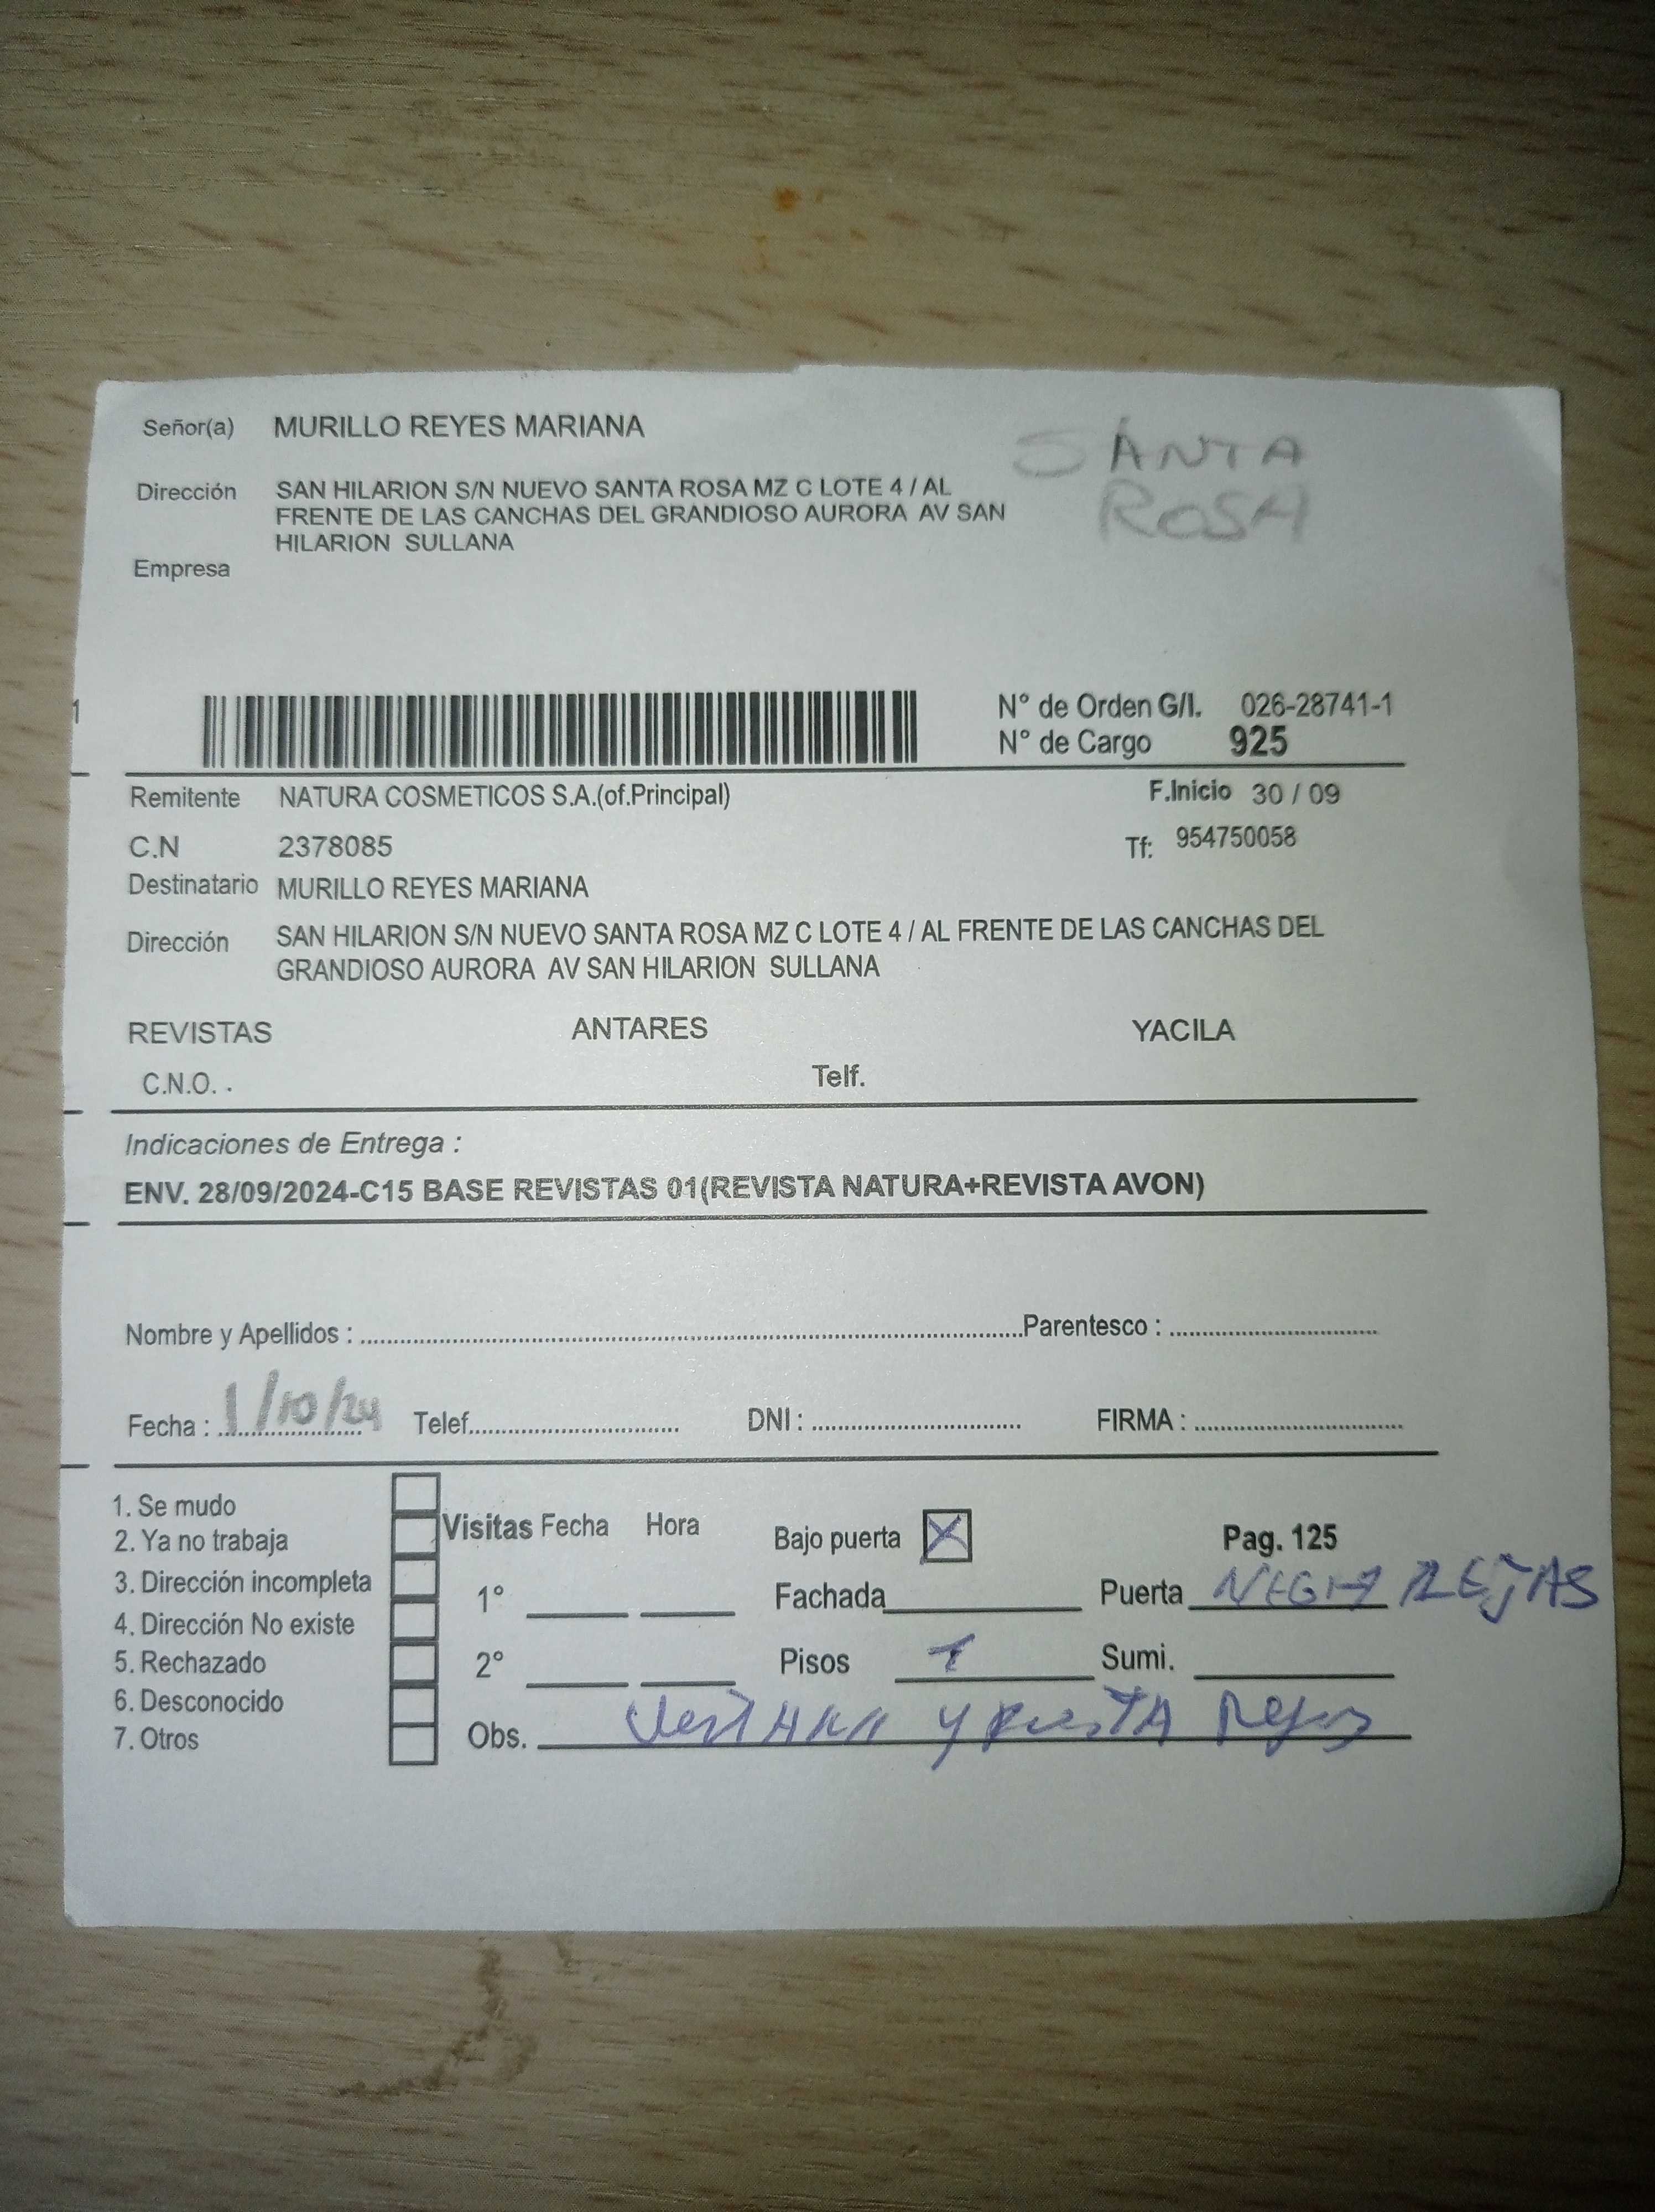 Señor(a) MURILLO REYES MARIANA
SANTA
ROSA
Dirección SAN HILARION S/N NUEVO SANTA ROSA MZ C LOTE 4 / AL
FRENTE DE LAS CANCHAS DEL GRANDIOSO AURORA AV SAN
HILARION SULLANA
Empresa
1
N° de Orden G/I. 026-28741-1
N° de Cargo 925
Remitente NATURA COSMETICOS S.A.(of.Principal) F.Inicio 30 / 09
C.N 2378085 Tf: 954750058
Destinatario MURILLO REYES MARIANA
Dirección SAN HILARION S/N NUEVO SANTA ROSA MZ C LOTE 4 / AL FRENTE DE LAS CANCHAS DEL
GRANDIOSO AURORA AV SAN HILARION SULLANA
REVISTAS ANTARES YACILA
C.N.O. . Telf.
Indicaciones de Entrega :
ENV. 28/09/2024-C15 BASE REVISTAS 01(REVISTA NATURA+REVISTA AVON)
Nombre y Apellidos : Parentesco :
Fecha : 1/10/24 Telef. DNI : FIRMA :
1. Se mudo
2. Ya no trabaja
3. Dirección incompleta
4. Dirección No existe
5. Rechazado
6. Desconocido
7. Otros
Visitas Fecha Hora Bajo puerta X Pag. 125
1° Fachada Puerta REJAS
2° Pisos 1 Sumi.
Obs. y